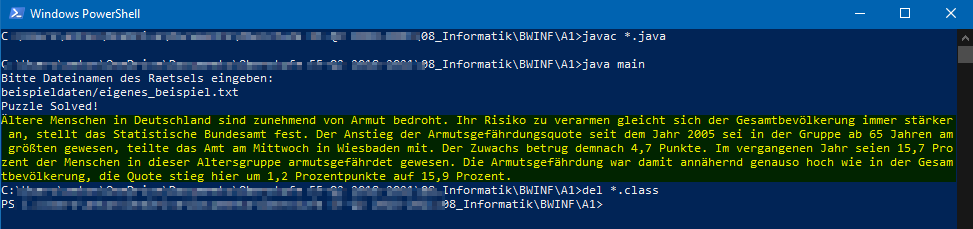 Windows PowerShell
C:\08_Informatik\BWINF\A1>javac *.java
\08_Informatik\BWINF\A1>java main
Bitte Dateinamen des Raetsels eingeben:
beispieldaten/eigenes_beispiel.txt
Puzzle Solved!
Ältere Menschen in Deutschland sind zunehmend von Armut bedroht. Ihr Risiko zu verarmen gleicht sich der Gesamtbevölkerung immer stärker
an, stellt das Statistische Bundesamt fest. Der Anstieg der Armutsgefährdungsquote seit dem Jahr 2005 sei in der Gruppe ab 65 Jahren am
größten gewesen, teilte das Amt am Mittwoch in Wiesbaden mit. Der Zuwachs betrug demnach 4,7 Punkte. Im vergangenen Jahr seien 15,7 Pro
zent der Menschen in dieser Altersgruppe armutsgefährdet gewesen. Die Armutsgefährdung war damit annähernd genauso hoch wie in der Gesam
tbevölkerung, die Quote stieg hier um 1,2 Prozentpunkte auf 15,9 Prozent.
\08_Informatik\BWINF\A1>del *.class
PS 08_Informatik\BWINF\A1>